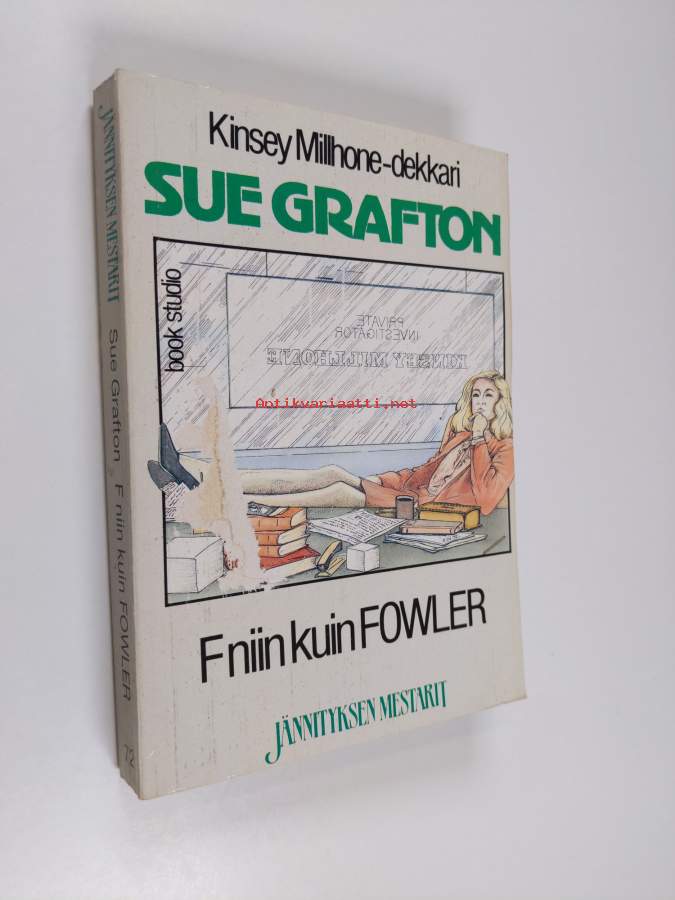 Kinsey Millhone-dekkari
SUE GRAFTON
book studio
PRIVATE
INVESTIGATOR
KINSEY MILLHONE
Antikvariaatti.net
F niin kuin FOWLER
JÄNNITYKSEN MESTARIT
JÄNNITYKSEN MESTARIT Sue Grafton F niin kuin FOWLER 72